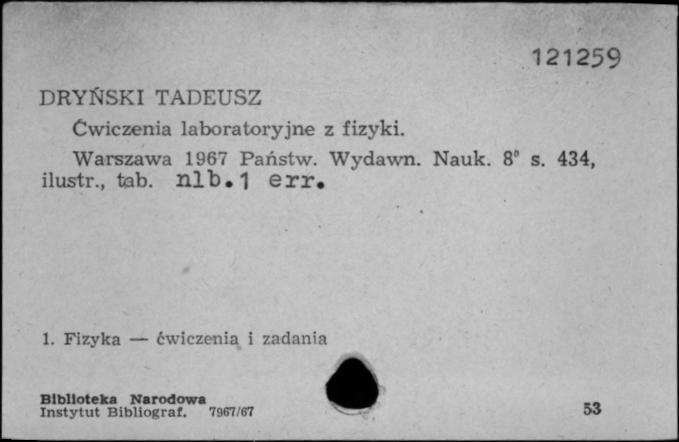 121259
DRYŃSKI TADEUSZ
Ćwiczenia laboratoryjne z fizyki.
Warszawa 1967 Państw. Wydawn. Nauk. 8° s. 434,
ilustr., tab. nlb.1 err.
1. Fizyka — ćwiczenia i zadania
Biblioteka Narodowa
Instytut Bibliograf. 7967/67
53